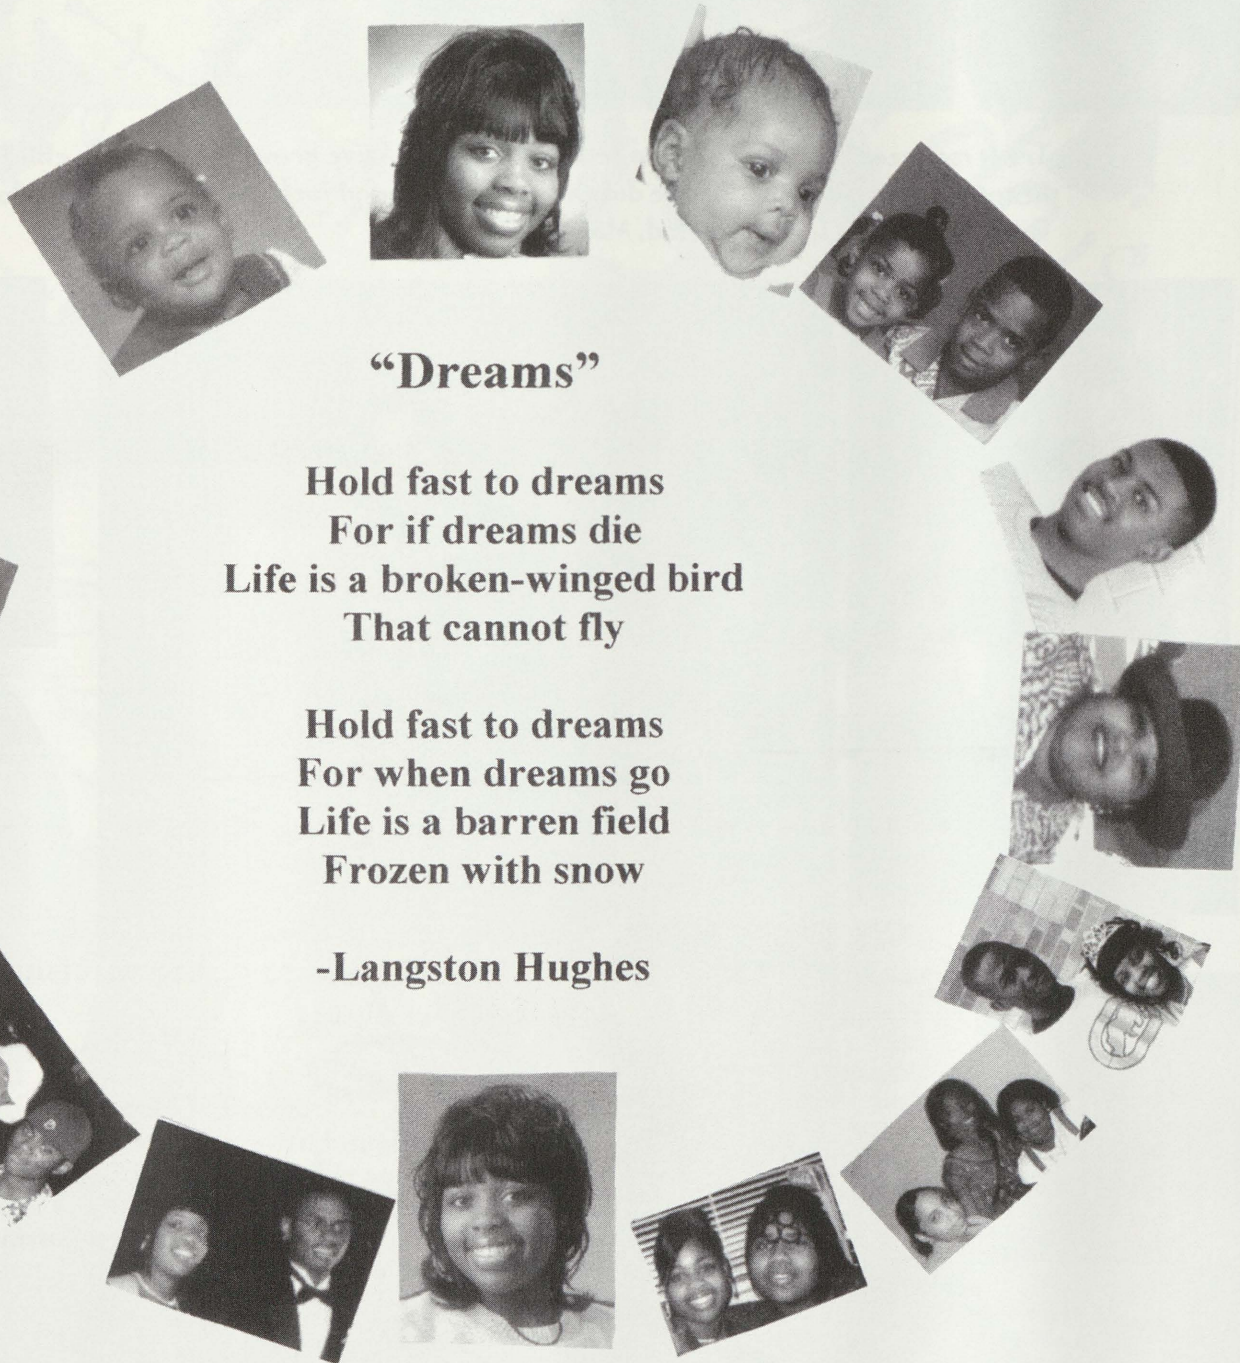 “Dreams”
Hold fast to dreams
For if dreams die
Life is a broken-winged bird
That cannot fly
Hold fast to dreams
For when dreams go
Life is a barren field
Frozen with snow
-Langston Hughes